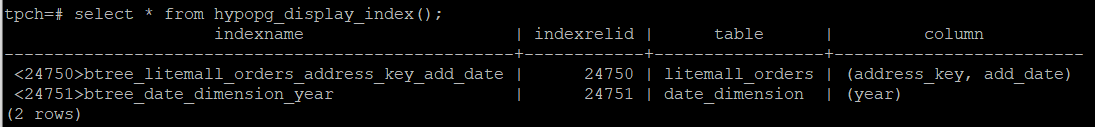 tpch=# select * from hypopg_display_index();
                  indexname                   | indexrelid |     table      |         column
----------------------------------------------+------------+----------------+-------------------------
 <24750>btree_litemall_orders_address_key_add_date |      24750 | litemall_orders | (address_key, add_date)
 <24751>btree_date_dimension_year                  |      24751 | date_dimension  | (year)
(2 rows)